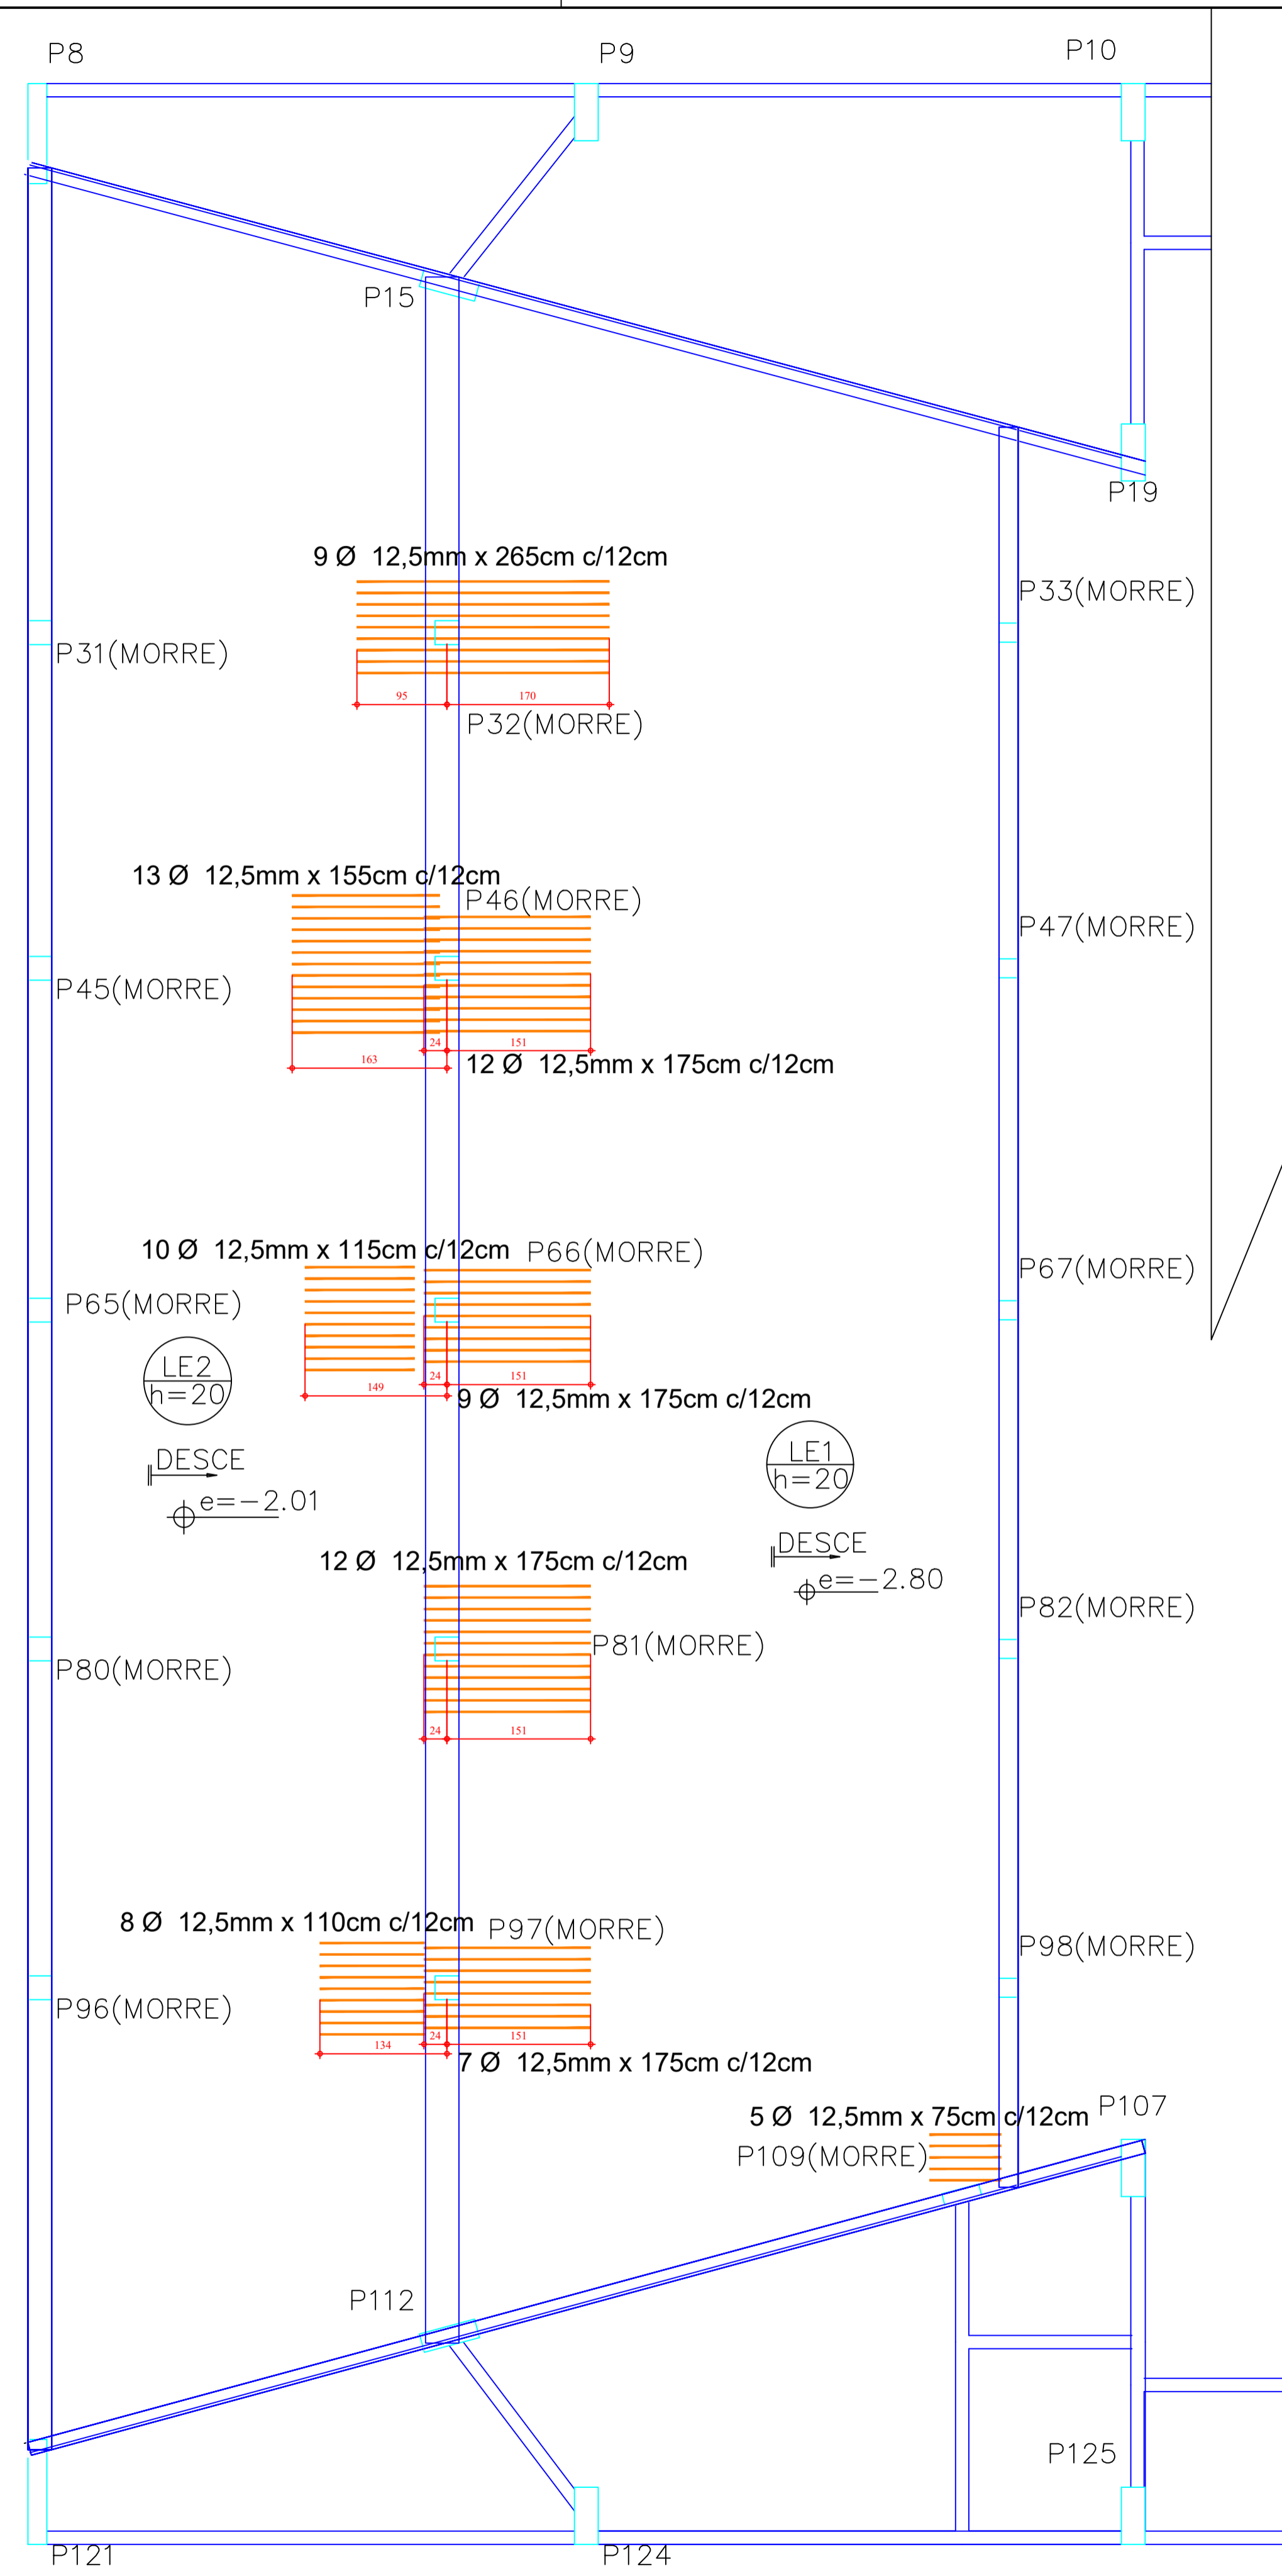 P8
P9
P10
P15
P19
9 Ø 12,5mm x 265cm c/12cm
P33(MORRE)
P31(MORRE)
95
170
P32(MORRE)
13 Ø 12,5mm x 155cm c/12cm
P46(MORRE)
P47(MORRE)
P45(MORRE)
24
151
163
12 Ø 12,5mm x 175cm c/12cm
10 Ø 12,5mm x 115cm c/12cm
P66(MORRE)
P67(MORRE)
P65(MORRE)
LE2
h=20
24
151
149
9 Ø 12,5mm x 175cm c/12cm
LE1
h=20
DESCE
e=-2.01
DESCE
e=-2.80
12 Ø 12,5mm x 175cm c/12cm
P82(MORRE)
P81(MORRE)
P80(MORRE)
24
151
8 Ø 12,5mm x 110cm c/12cm
P97(MORRE)
P98(MORRE)
P96(MORRE)
24
151
134
7 Ø 12,5mm x 175cm c/12cm
P107
5 Ø 12,5mm x 75cm c/12cm
P109(MORRE)
P112
P125
P121
P124